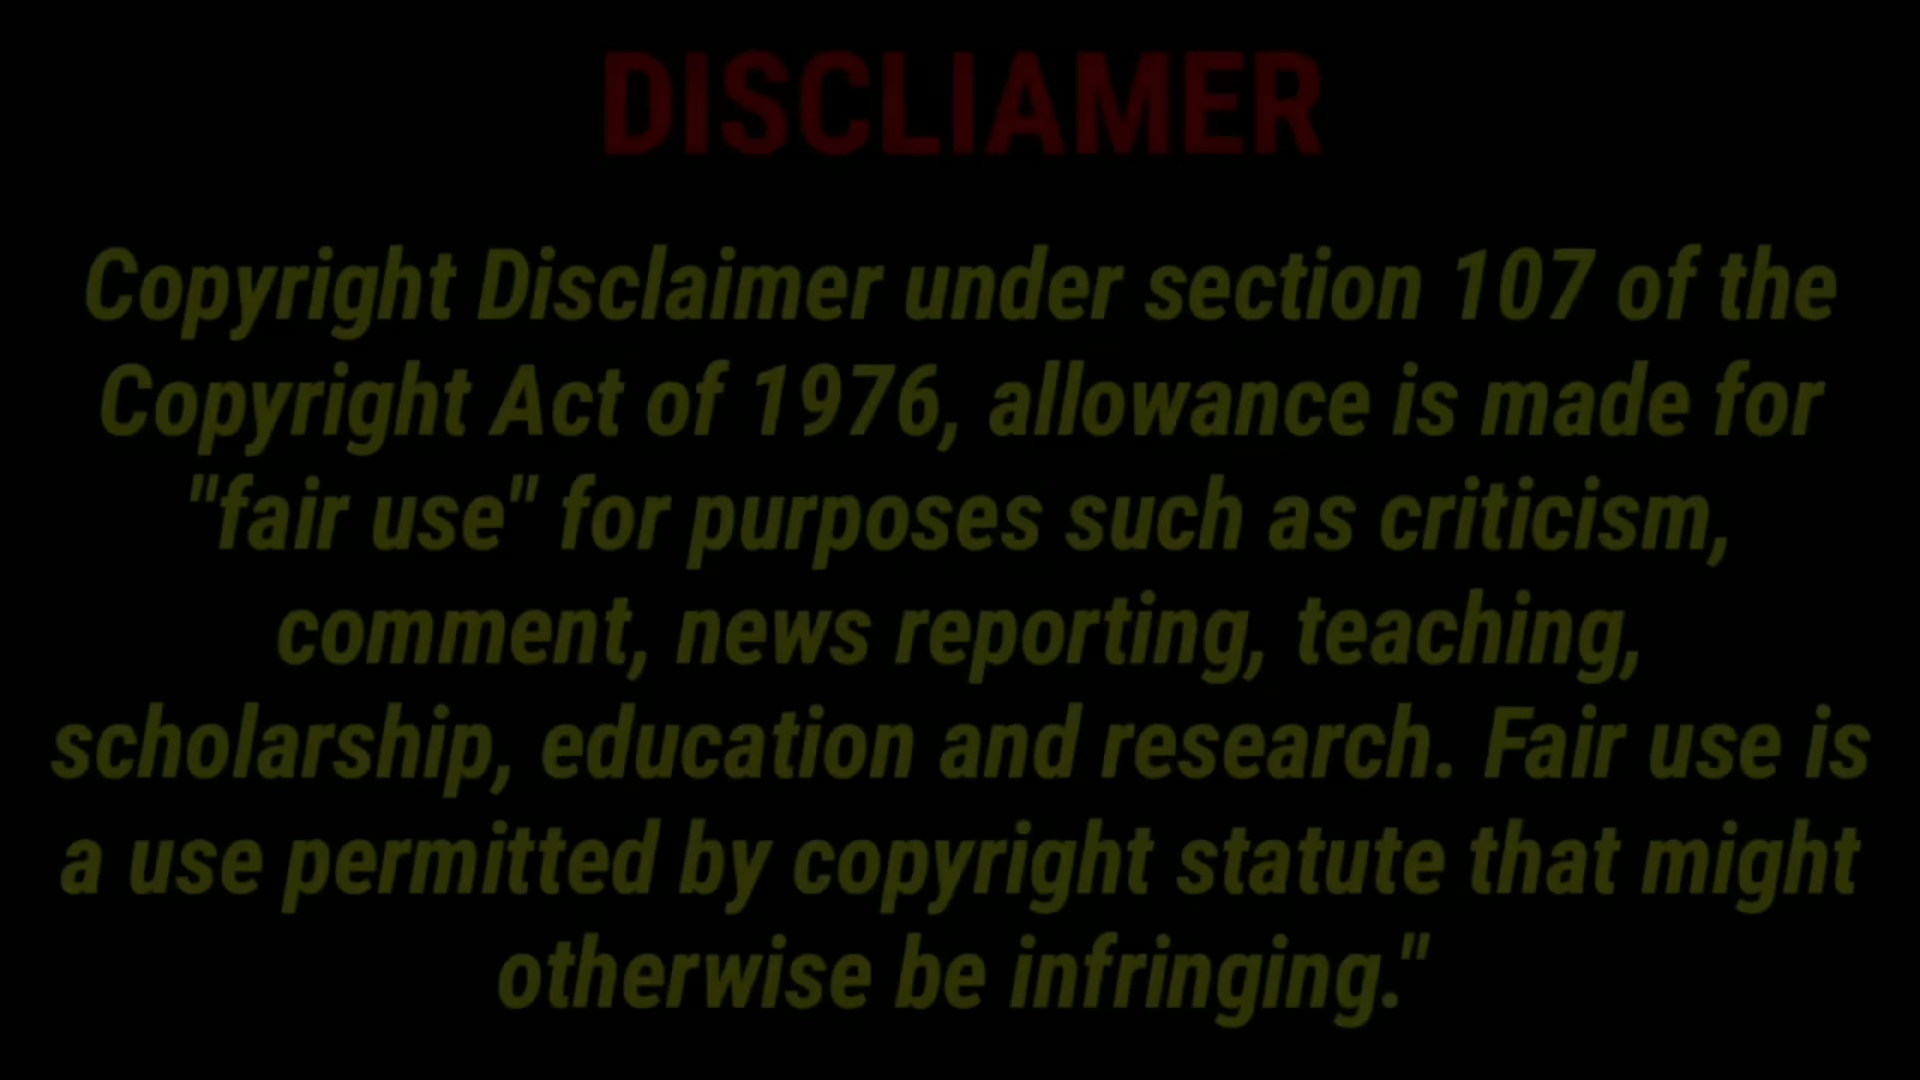 DISCLIAMER
Copyright Disclaimer under section 107 of the
Copyright Act of 1976, allowance is made for
"fair use" for purposes such as criticism,
comment, news reporting, teaching,
scholarship, education and research. Fair use is
a use permitted by copyright statute that might
otherwise be infringing."